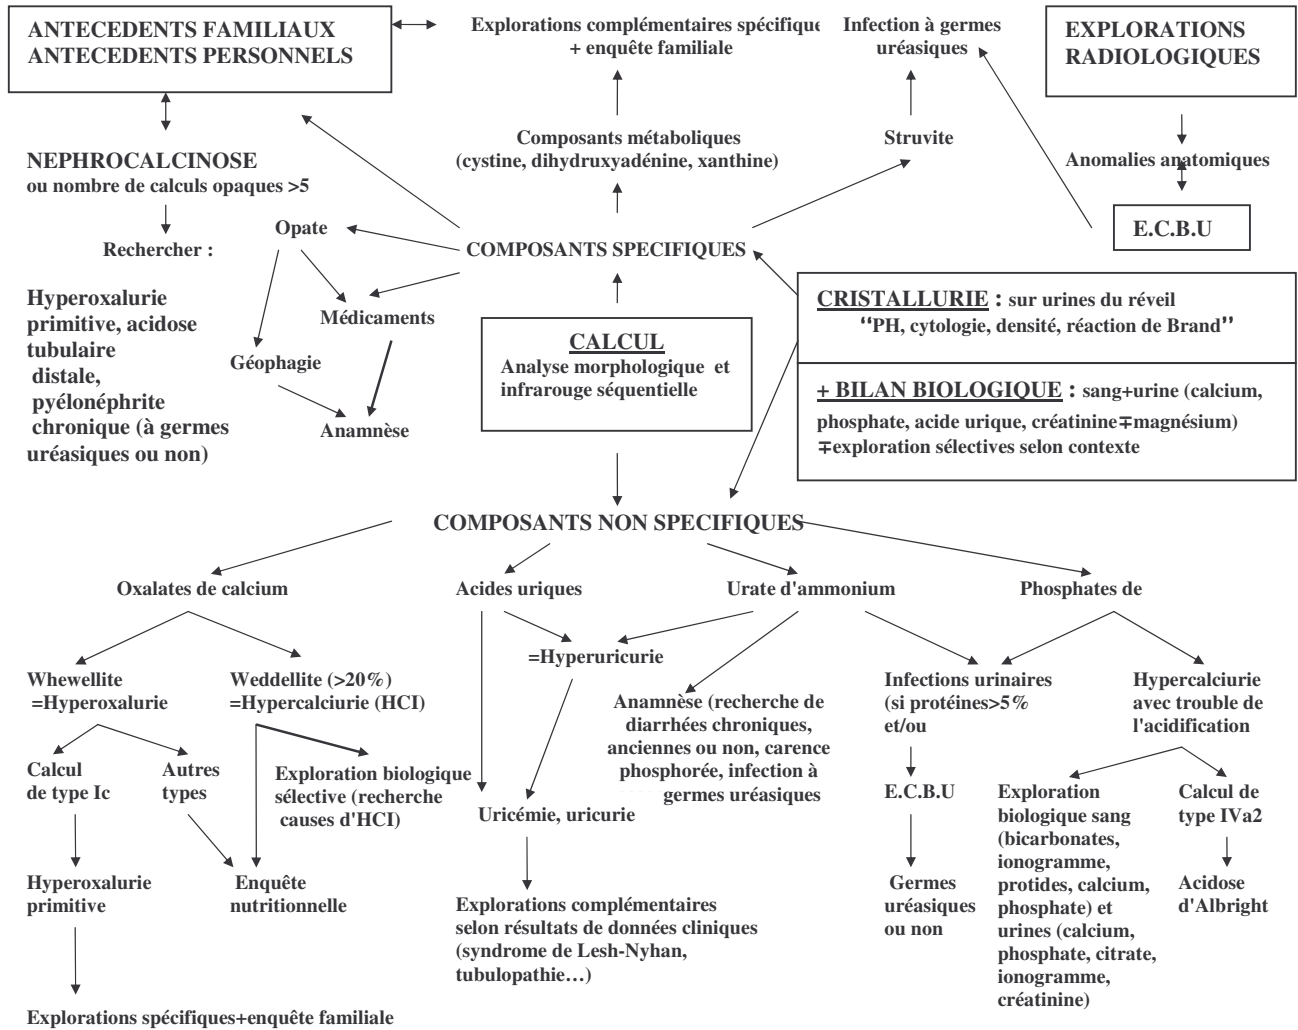 ANTECEDENTS FAMILIAUX
ANTECEDENTS PERSONNELS
Explorations complémentaires spécifiqu
+ enquête familiale
Infection à germes
uréasiques
EXPLORATIONS
RADIOLOGIQUES
NEPHROCALCINOSE
ou nombre de calculs opaques >5
Composants métaboliques
(cystine, dihydruxyadénine, xanthine)
Struvite
Anomalies anatomiques
E.C.B.U
Rechercher :
Opate
COMPOSANTS SPECIFIQUES
Hyperoxalurie
primitive, acidose
tubulaire
distale,
pyélonéphrite
chronique (à germes
uréasiques ou non)
Médicaments
Géophagie
Anamnèse
CALCUL
Analyse morphologique et
infrarouge séquentielle
CRISTALLURIE : sur urines du réveil
“PH, cytologie, densité, réaction de Brand”
+ BILAN BIOLOGIQUE : sang+urine (calcium,
phosphate, acide urique, créatinine∓magnésium)
∓exploration sélectives selon contexte
COMPOSANTS NON SPECIFIQUES
Oxalates de calcium
Acides uriques
Urate d'ammonium
Phosphates de
Whewellite
=Hyperoxalurie
Weddellite (>20%)
=Hypercalciurie (HCI)
=Hyperuricurie
Anamnèse (recherche de
diarrhées chroniques,
anciennes ou non, carence
phosphorée, infection à
germes uréasiques
Infections urinaires
(si protéines>5%
et/ou
Hypercalciurie
avec trouble de
l'acidification
Calcul
de type Ic
Autres
types
Exploration biologique
sélective (recherche
causes d'HCI)
Uricémie, uricurie
E.C.B.U
Exploration
biologique sang
(bicarbonates,
ionogramme,
protides, calcium,
phosphate) et
urines (calcium,
phosphate, citrate,
ionogramme,
créatinine)
Calcul de
type IVa2
Hyperoxalurie
primitive
Enquête
nutritionnelle
Explorations complémentaires
selon résultats de données cliniques
(syndrome de Lesh-Nyhan,
tubulopathie…)
Germes
uréasiques
ou non
Acidose
d'Albright
Explorations spécifiques+enquête familiale